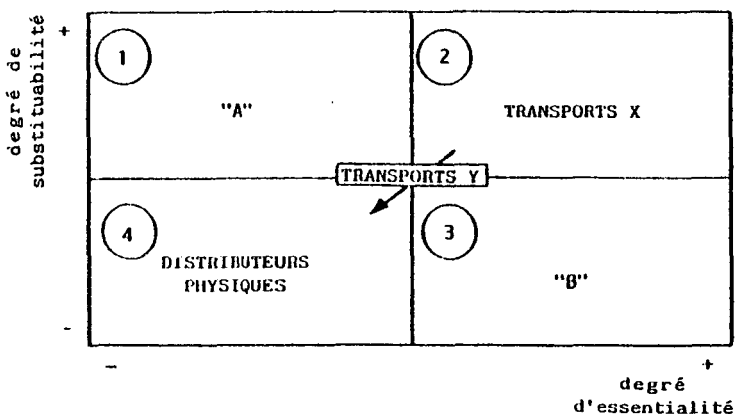 degré de
substituabilité
+
1
2
"A"
TRANSPORTS X
TRANSPORTS Y
4
3
DISTRIBUTEURS
PHYSIQUES
"B"
-
-
+
degré
d'essentialité